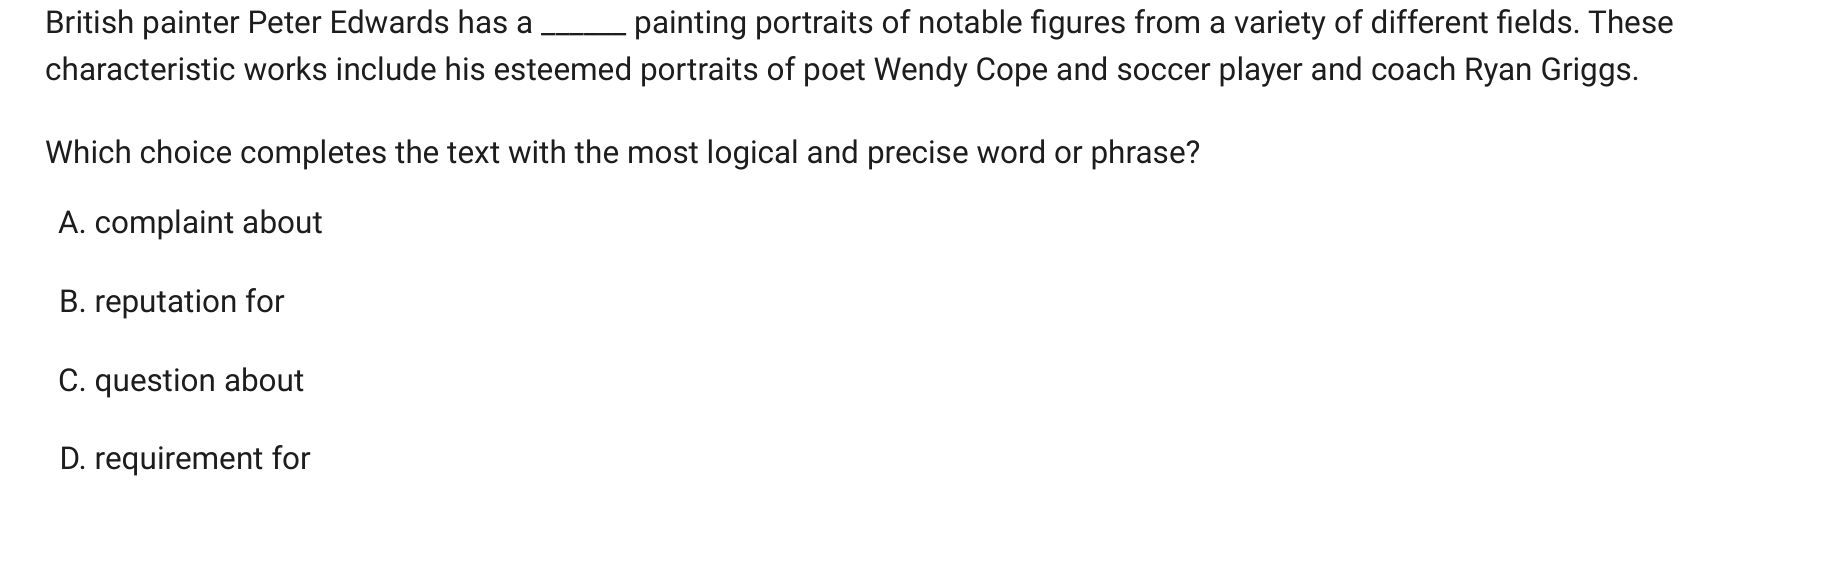 British painter Peter Edwards has a ______ painting portraits of notable figures from a variety of different fields. These
characteristic works include his esteemed portraits of poet Wendy Cope and soccer player and coach Ryan Griggs.
Which choice completes the text with the most logical and precise word or phrase?
A. complaint about
B. reputation for
C. question about
D. requirement for